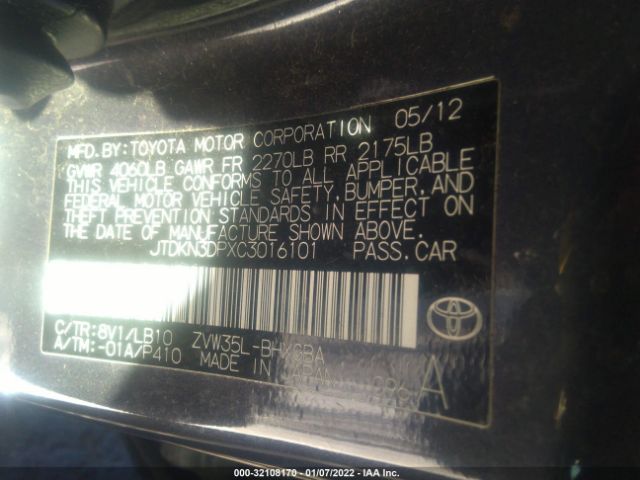 MFD.BY:TOYOTA MOTOR CORPORATION 05/12
GVWR 4060LB GAWR FR 2270LB RR 2175LB
THIS VEHICLE CONFORMS TO ALL APPLICABLE
FEDERAL MOTOR VEHICLE SAFETY,BUMPER,AND
THEFT PREVENTION STANDARDS IN EFFECT ON
THE DATE OF MANUFACTURE SHOWN ABOVE.
JTDKN3DPXC3016101 PASS.CAR
C/TR:8V1/LB10 ZVW35L-BHXGBA
A/TM:-01A/P410 MADE IN JAPAN A
000-32108170 - 01/07/2022 - IAA Inc.